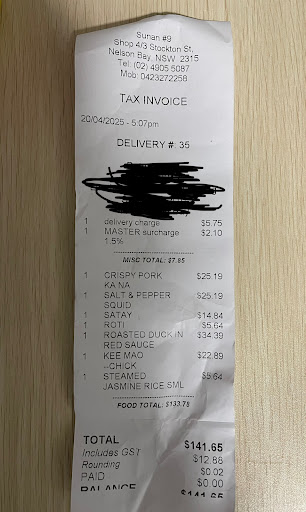 Sunan #9
Shop 4/3 Stockton St,
Nelson Bay, NSW 2315
Tel: (02) 4905 5087
Mob: 0423272258
TAX INVOICE
20/04/2025 - 5:07pm
DELIVERY #: 35
1 delivery charge $5.75
1 MASTER surcharge $2.10
1.5%
MISC TOTAL: $7.85
1 CRISPY PORK $25.19
KA NA
1 SALT & PEPPER $25.19
SQUID
1 SATAY $14.84
1 ROTI $5.64
1 ROASTED DUCK IN $34.39
RED SAUCE
1 KEE MAO $22.89
--CHICK
1 STEAMED $5.64
JASMINE RICE SML
FOOD TOTAL: $133.78
TOTAL $141.65
Includes GST $12.88
Rounding $0.02
PAID $0.00
BALANCE $141.65